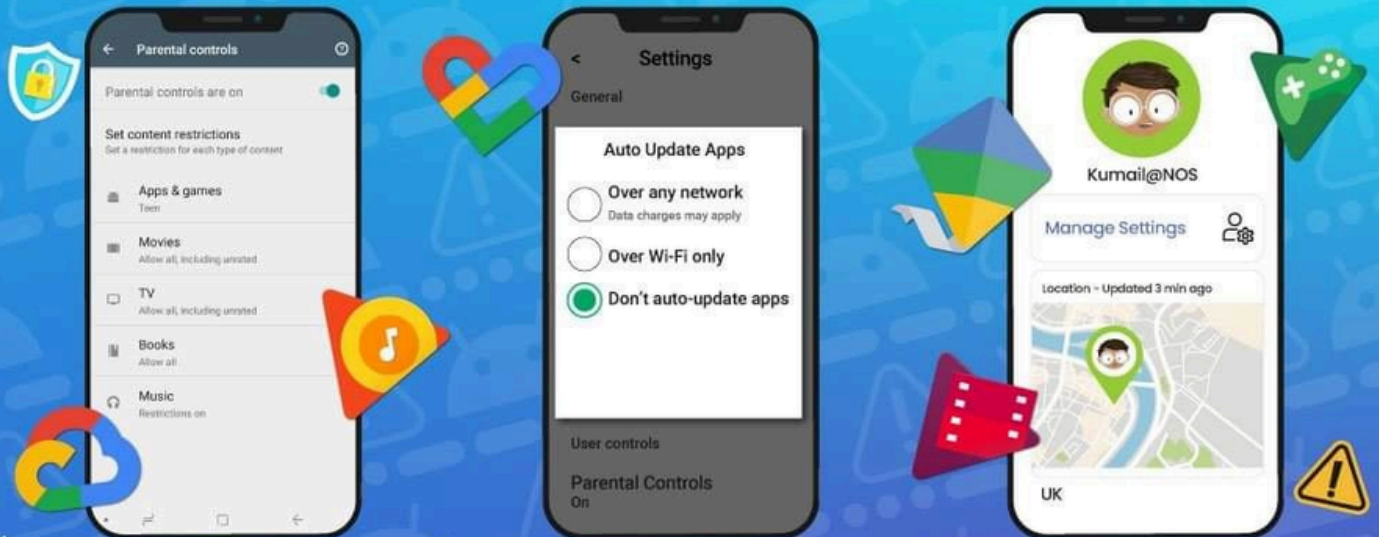 Parental controls
Parental controls are on
Set content restrictions
Set a restriction for each type of content
Apps & games
Teen
Movies
Allow all, including unrated
TV
Allow all, including unrated
Books
Allow all
Music
Restrictions on
Settings
General
Auto Update Apps
Over any network
Data charges may apply
Over Wi-Fi only
Don't auto-update apps
User controls
Parental Controls
On
Kumail@NOS
Manage Settings
Location - Updated 3 min ago
UK